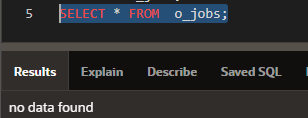 5 SELECT * FROM  o_jobs;
Results Explain Describe Saved SQL
no data found